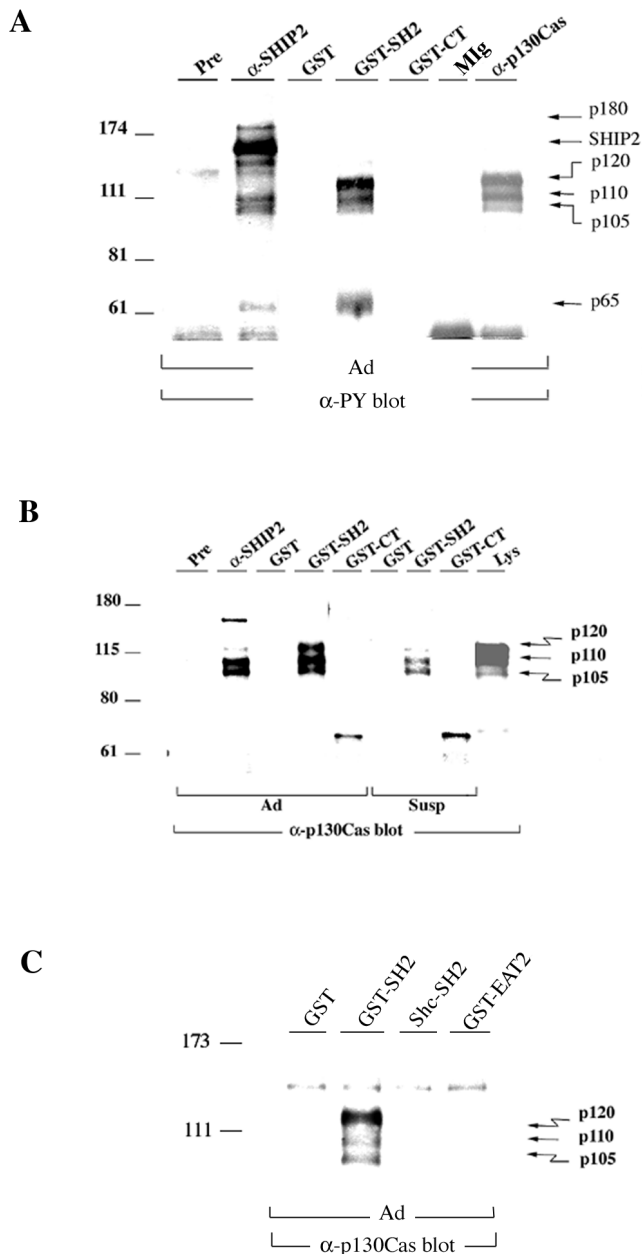 A
Pre α-SHIP2 GST GST-SH2 GST-CT MIg α-p130Cas
p180
174
SHIP2
p120
111
p110
p105
81
61
p65
Ad
α-PY blot
B
Pre α-SHIP2 GST GST-SH2 GST-CT GST GST-SH2 GST-CT Lys
180
p120
115
p110
p105
80
61
Ad Susp
α-p130Cas blot
C
GST GST-SH2 Shc-SH2 GST-EAT2
173
p120
111
p110
p105
Ad
α-p130Cas blot